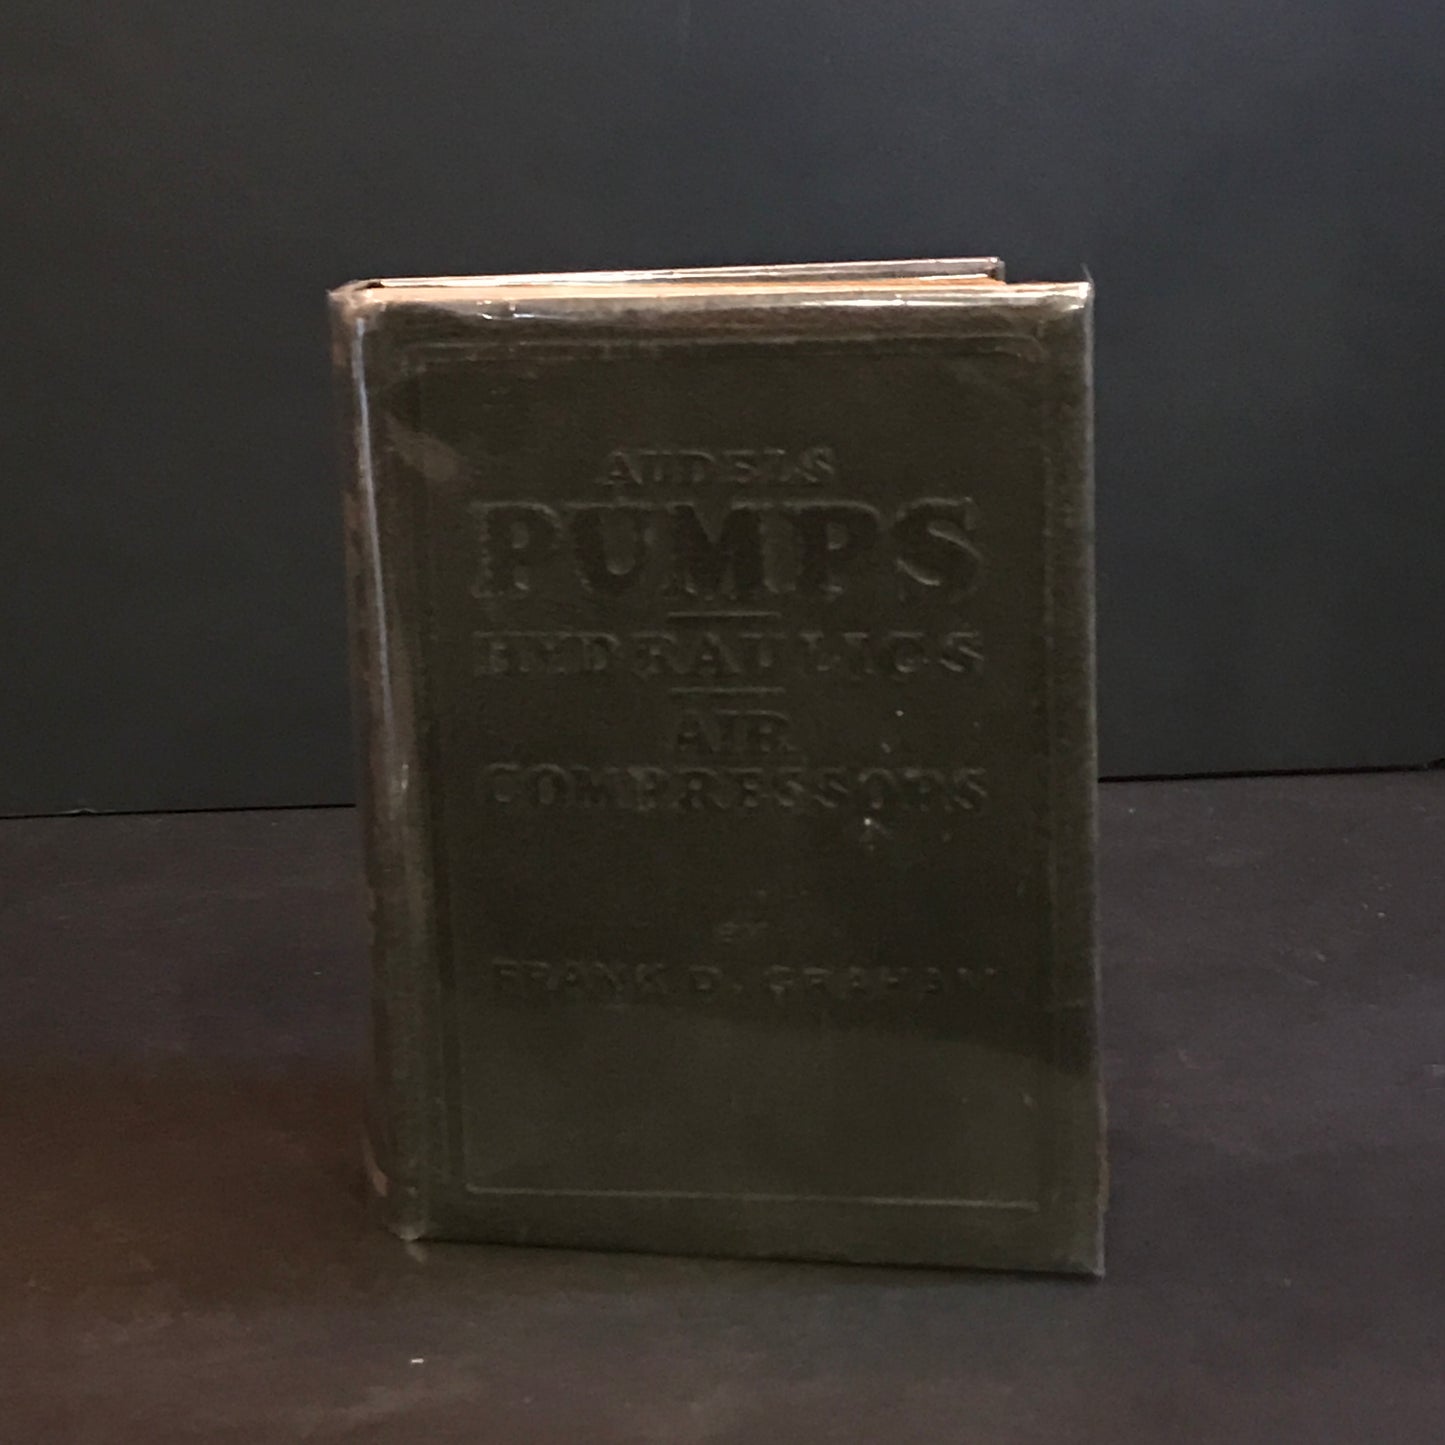 AUDELS
PUMPS
HYDRAULICS
AIR
COMPRESSORS
BY
FRANK D. GRAHAM